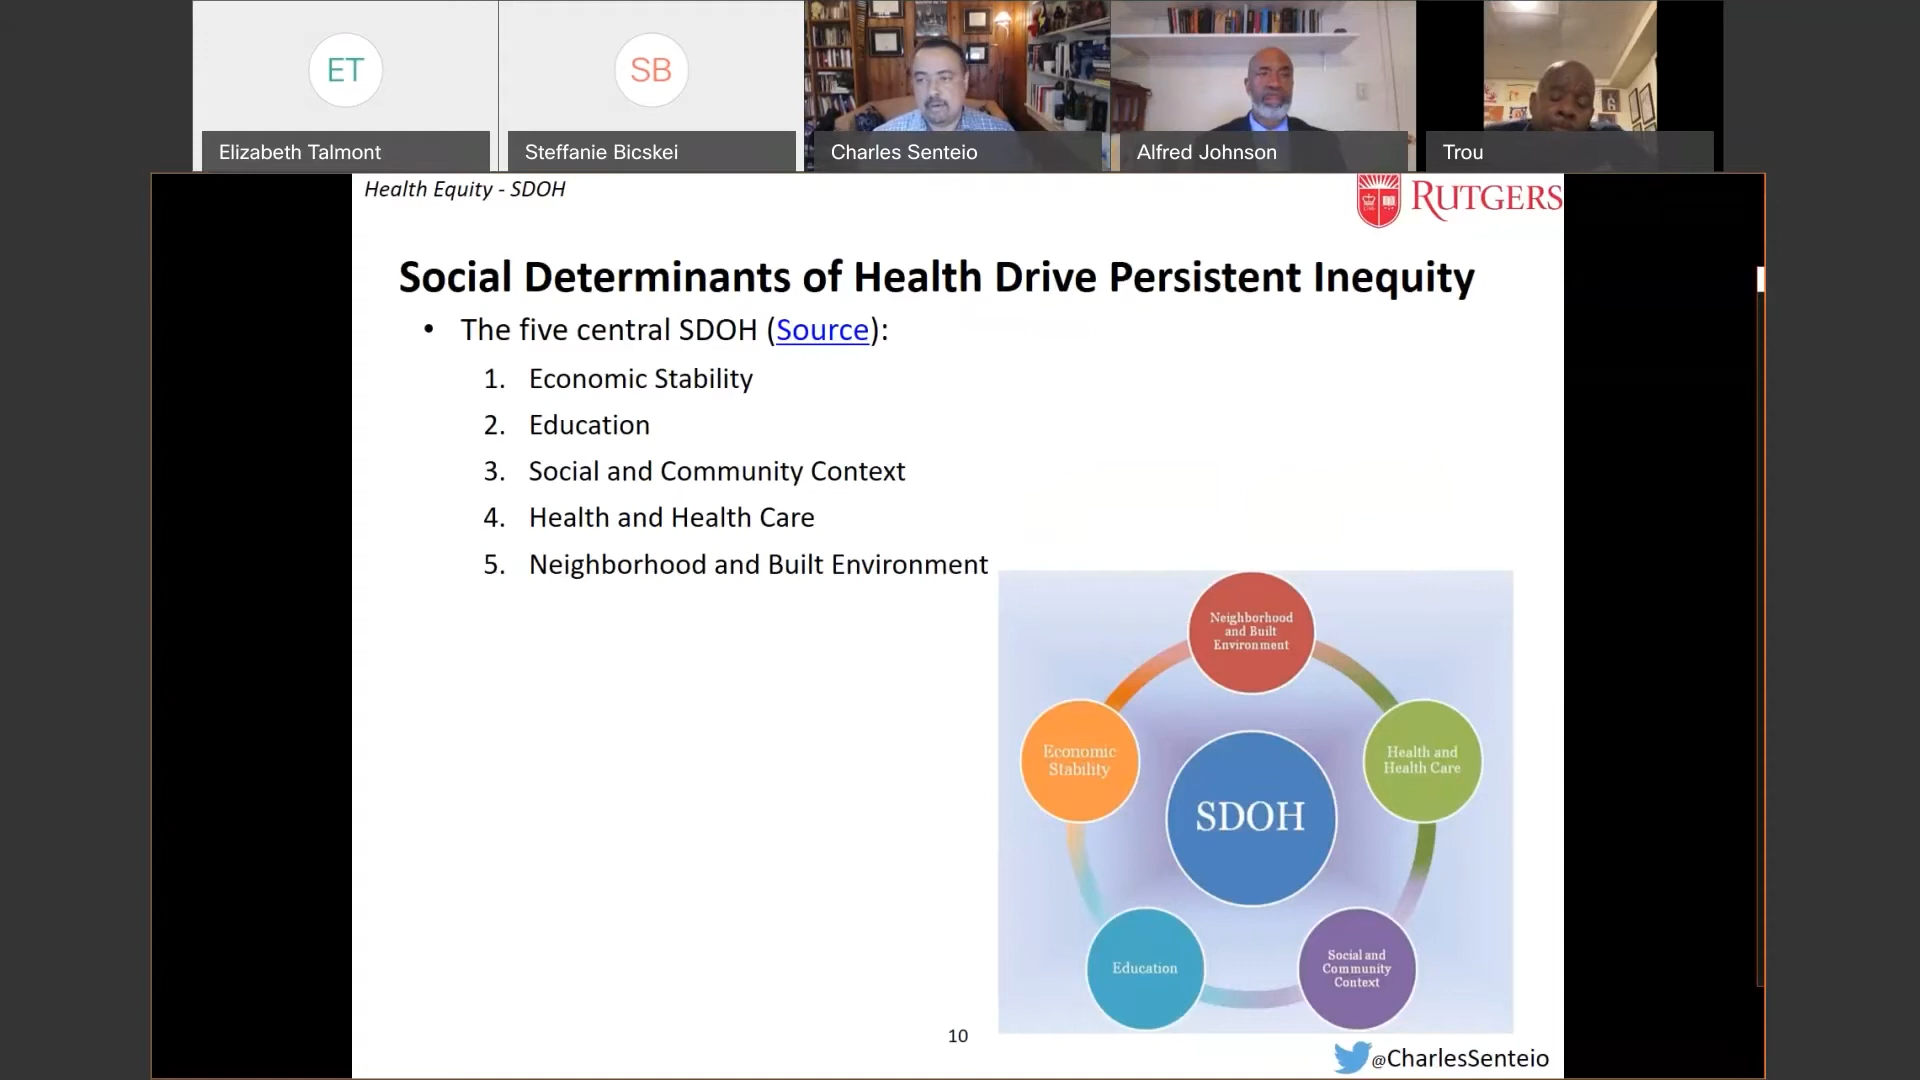 ET
SB
Elizabeth Talmont
Steffanie Bicskei
Charles Senteio
Alfred Johnson
Trou
Health Equity - SDOH
RUTGERS
Social Determinants of Health Drive Persistent Inequity
• The five central SDOH (Source):
1. Economic Stability
2. Education
3. Social and Community Context
4. Health and Health Care
5. Neighborhood and Built Environment
Neighborhood
and Built
Environment
Economic
Stability
Health and
Health Care
SDOH
Education
Social and
Community
Context
10
@CharlesSenteio